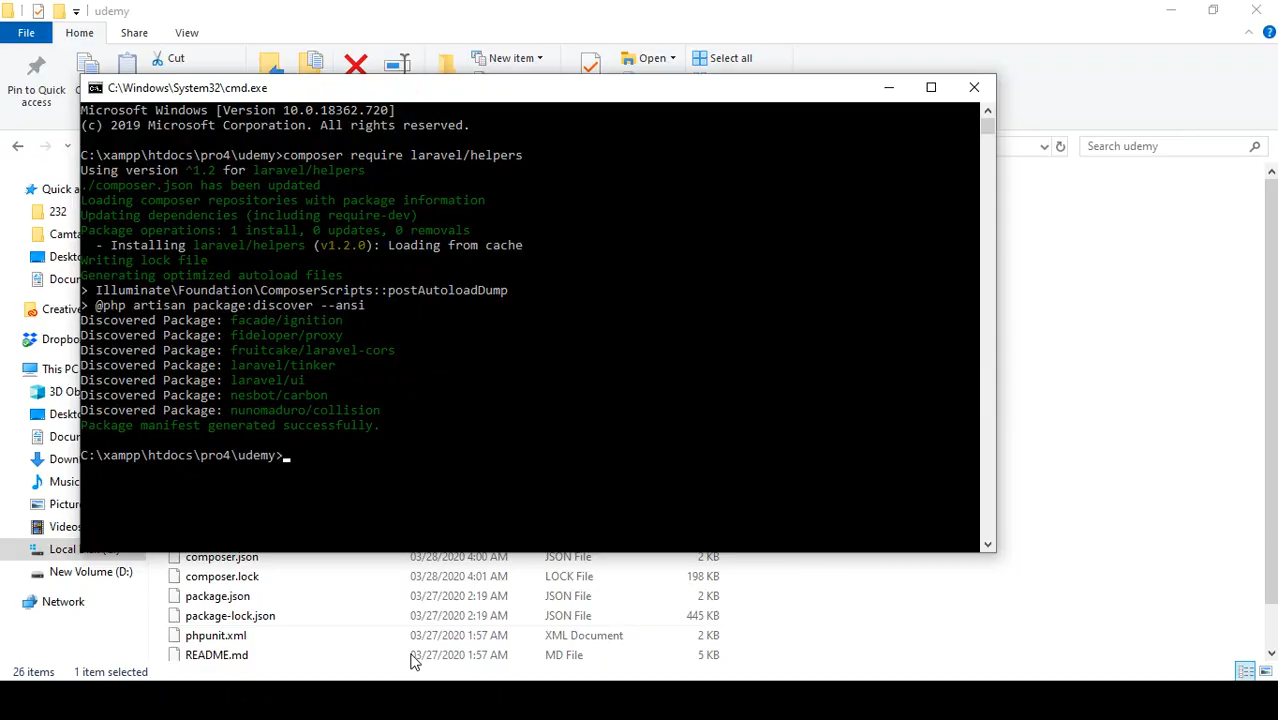 udemy
File
Home
Share
View
Cut
New item
Open
Select all
Pin to Quick
access
C:\Windows\System32\cmd.exe
Microsoft Windows [Version 10.0.18362.720]
(c) 2019 Microsoft Corporation. All rights reserved.
C:\xampp\htdocs\pro4\udemy>composer require laravel/helpers
Using version ^1.2 for laravel/helpers
./composer.json has been updated
Loading composer repositories with package information
Updating dependencies (including require-dev)
Package operations: 1 install, 0 updates, 0 removals
- Installing laravel/helpers (v1.2.0): Loading from cache
Writing lock file
Generating optimized autoload files
> Illuminate\Foundation\ComposerScripts::postAutoloadDump
> @php artisan package:discover --ansi
Discovered Package: facade/ignition
Discovered Package: fideloper/proxy
Discovered Package: fruitcake/laravel-cors
Discovered Package: laravel/tinker
Discovered Package: laravel/ui
Discovered Package: nesbot/carbon
Discovered Package: nunomaduro/collision
Package manifest generated successfully.
C:\xampp\htdocs\pro4\udemy>
Search udemy
Quick a
232
Camta
Deskto
Docun
Creative
Dropbo
This PC
3D Ob
Deskto
Docun
Down
Music
Picture
Videos
Local
New Volume (D:)
Network
composer.json 03/28/2020 4:00 AM JSON File 2 KB
composer.lock 03/28/2020 4:01 AM LOCK File 198 KB
package.json 03/27/2020 2:19 AM JSON File 2 KB
package-lock.json 03/27/2020 2:19 AM JSON File 445 KB
phpunit.xml 03/27/2020 1:57 AM XML Document 2 KB
README.md 03/27/2020 1:57 AM MD File 5 KB
26 items
1 item selected